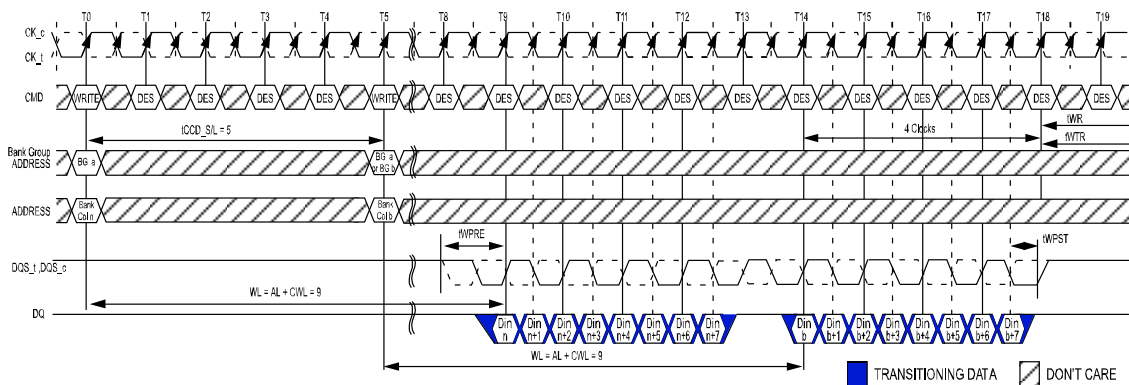 T0 T1 T2 T3 T4 T5 T8 T9 T10 T11 T12 T13 T14 T15 T16 T17 T18 T19
CK_c
CK_t
CMD WRITE DES DES DES DES WRITE DES DES DES DES DES DES DES DES DES DES DES DES
tCCD_S/L = 5
4 Clocks
tWR
tWTR
Bank Group
ADDRESS
BG a
BG a
or BG b
ADDRESS
Bank
Col n
Bank
Col b
tWPRE
tWPST
DQS_t ,DQS_c
WL = AL + CWL = 9
DQ
Din
n
Din
n+1
Din
n+2
Din
n+3
Din
n+4
Din
n+5
Din
n+6
Din
n+7
Din
b
Din
b+1
Din
b+2
Din
b+3
Din
b+4
Din
b+5
Din
b+6
Din
b+7
WL = AL + CWL = 9
TRANSITIONING DATA
DON'T CARE